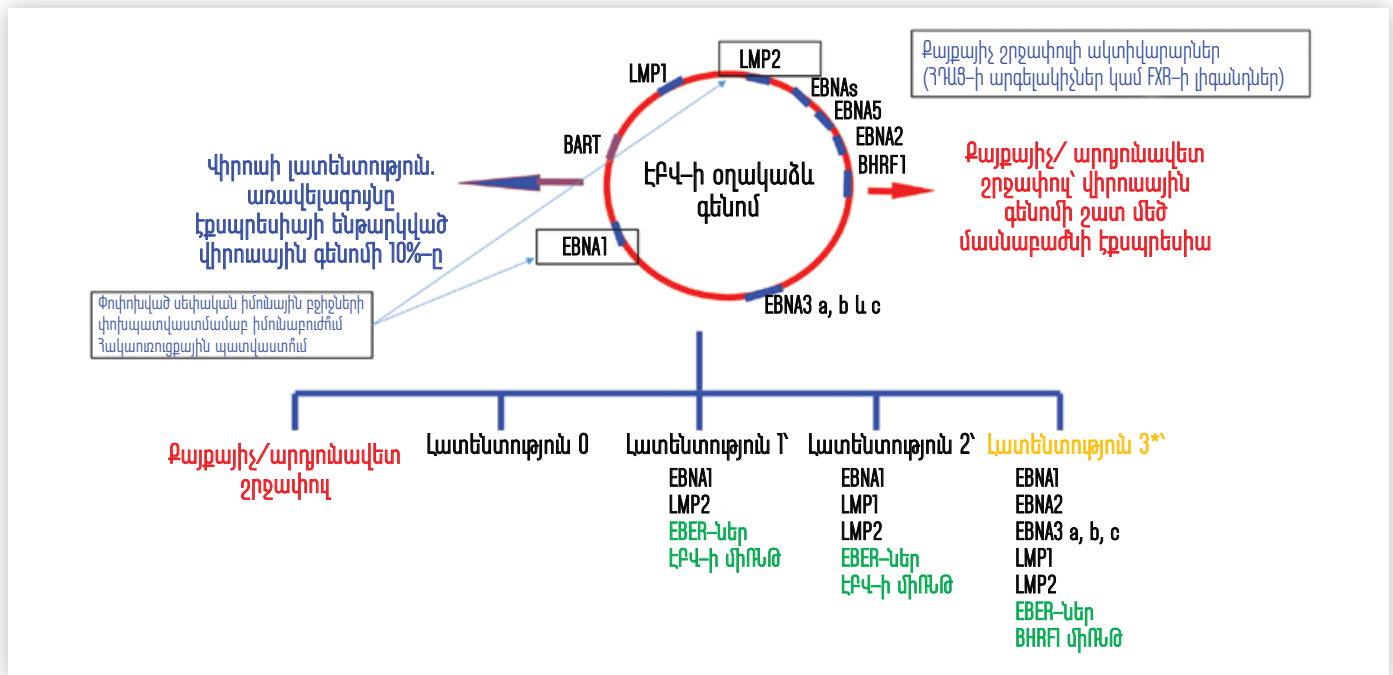 LMP1
LMP2
EBNAs
EBNA5
EBNA2
BHRF1
BART
EBNA1
EBNA3 a, b և c
ԷԲՎ–ի օղակաձև
գենոմ
Քայքայիչ շրջափուլի ակտիվարարներ
(ՀԴԱՑ–ի արգելակիչներ կամ FXR–ի լիգանդներ)
Վիրուսի լատենտություն.
առավելագույնը
էքսպրեսիայի ենթարկված
վիրուսային գենոմի 10%–ը
Քայքայիչ/ արդյունավետ
շրջափուլ՝ վիրուսային
գենոմի շատ մեծ
մասնաբաժնի էքսպրեսիա
Փոփոխված սեփական իմունային բջիջների
փոխպատվաստմամաբ իմունաբուժում
Հակաուռուցքային պատվաստում
Քայքայիչ/արդյունավետ
շրջափուլ
Լատենտություն 0
Լատենտություն 1՝
EBNA1
LMP2
EBER–ներ
ԷԲՎ–ի միՌՆԹ
Լատենտություն 2՝
EBNA1
LMP1
LMP2
EBER–ներ
ԷԲՎ–ի միՌՆԹ
Լատենտություն 3*՝
EBNA1
EBNA2
EBNA3 a, b, c
LMP1
LMP2
EBER–ներ
BHRF1 միՌՆԹ